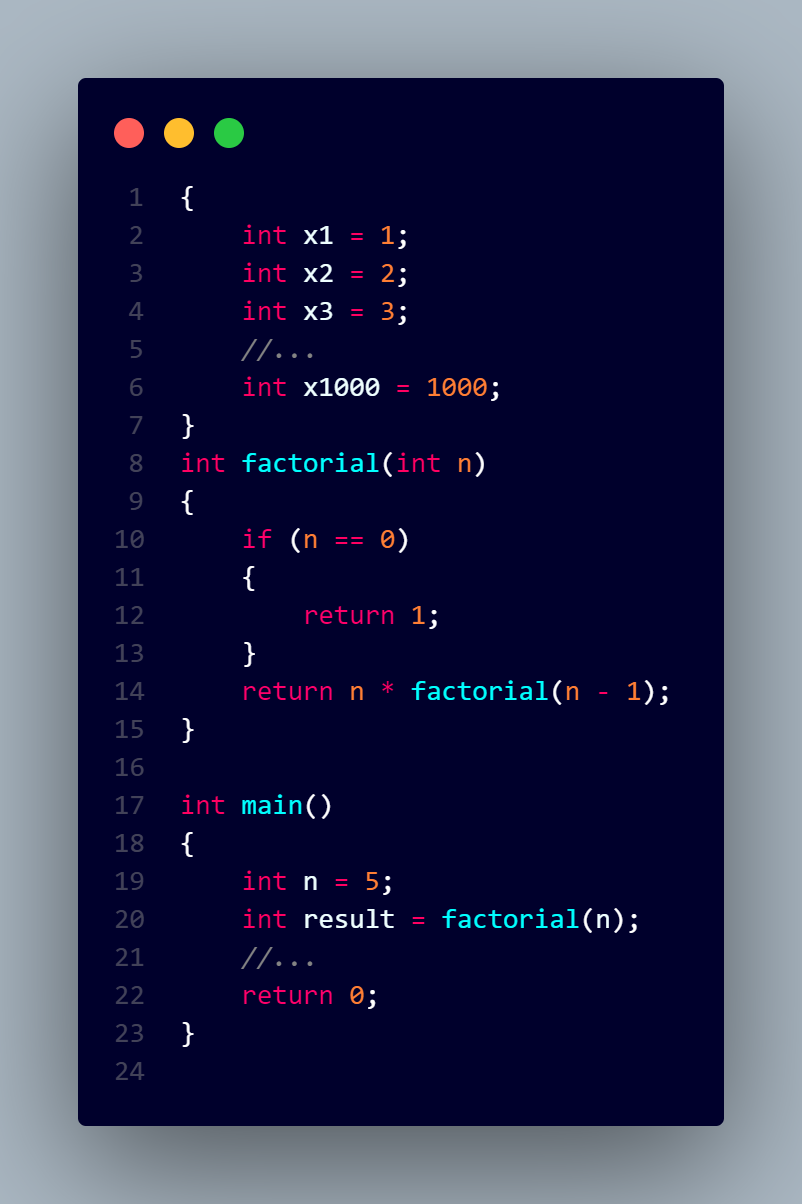 1 {
2     int x1 = 1;
3     int x2 = 2;
4     int x3 = 3;
5     //...
6     int x1000 = 1000;
7 }
8 int factorial(int n)
9 {
10     if (n == 0)
11     {
12         return 1;
13     }
14     return n * factorial(n - 1);
15 }
16
17 int main()
18 {
19     int n = 5;
20     int result = factorial(n);
21     //...
22     return 0;
23 }
24